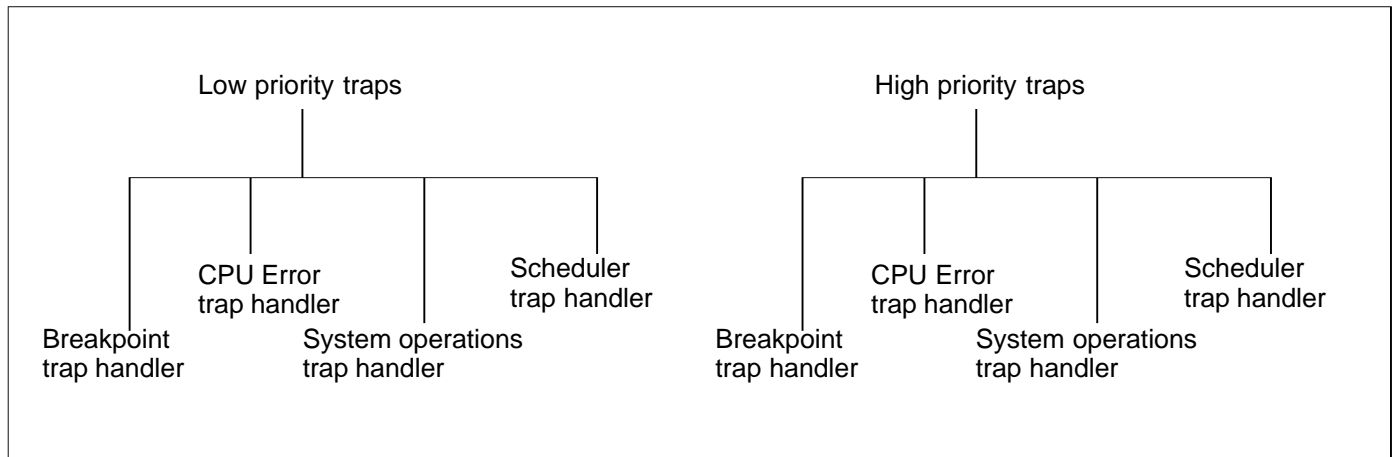 Low priority traps
High priority traps
CPU Error
trap handler
Scheduler
trap handler
Breakpoint
trap handler
System operations
trap handler
CPU Error
trap handler
Scheduler
trap handler
Breakpoint
trap handler
System operations
trap handler